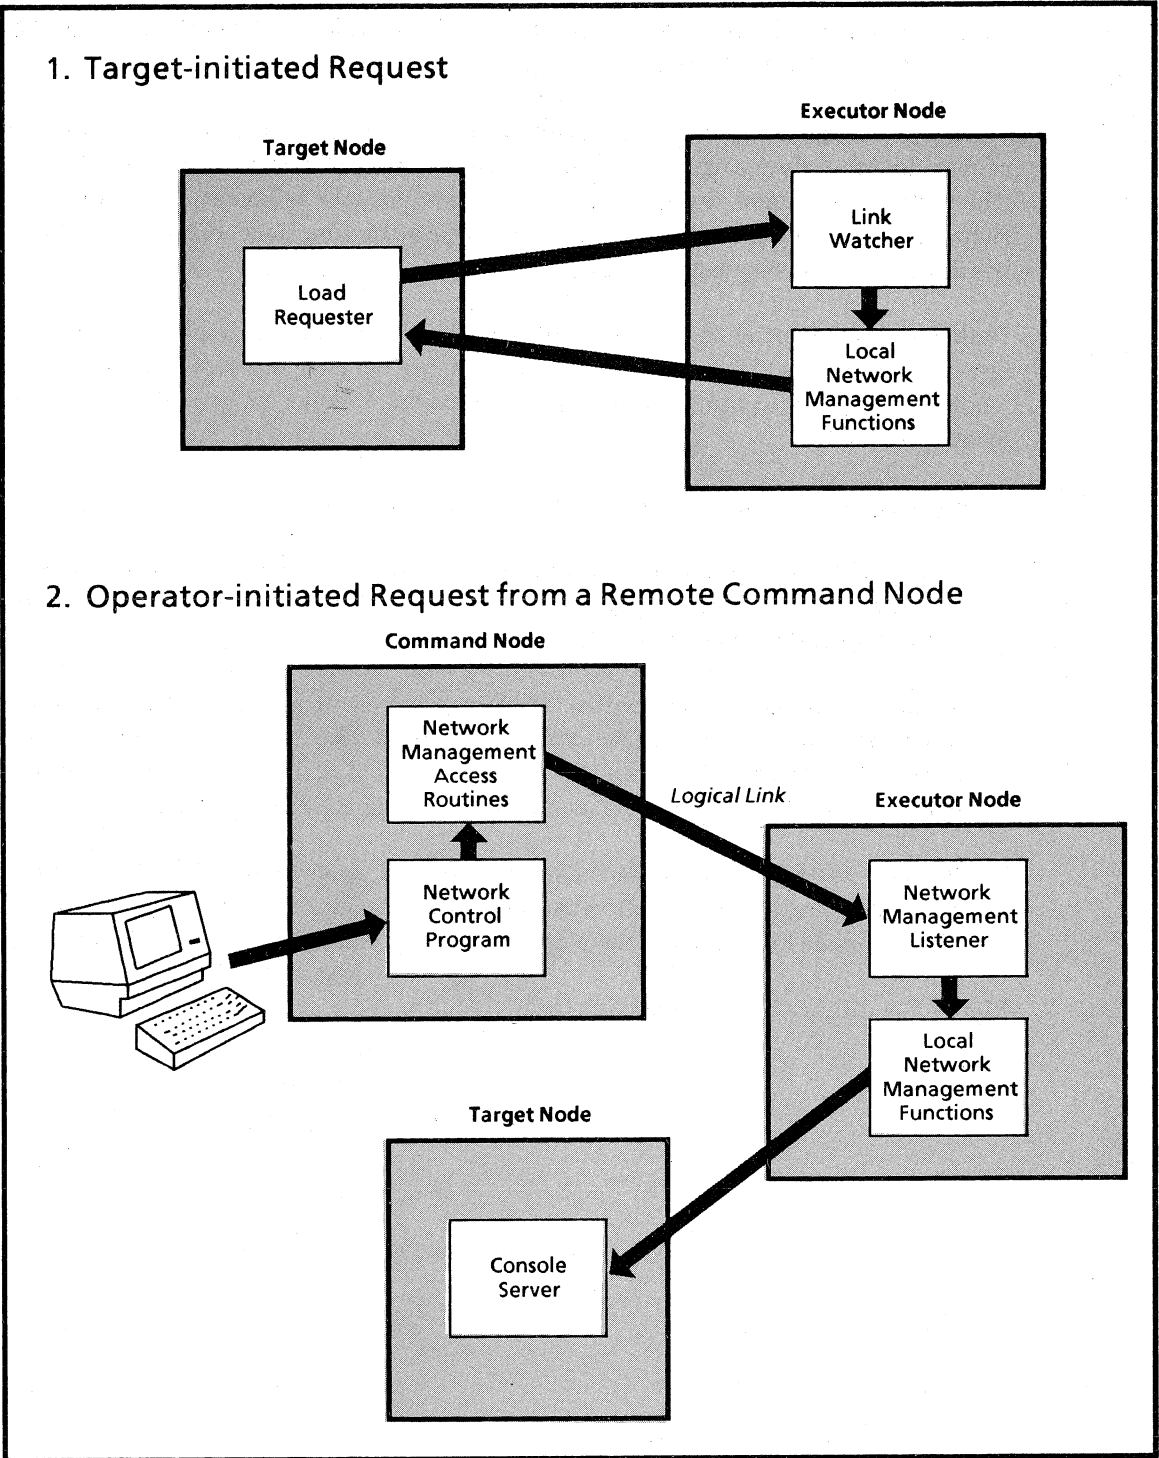 1. Target-initiated Request
Executor Node
Target Node
Link
Watcher
Load
Requester
Local
Network
Management
Functions
2. Operator-initiated Request from a Remote Command Node
Command Node
Network
Management
Access
Routines
Logical Link
Executor Node
Network
Control
Program
Network
Management
Listener
Local
Network
Management
Functions
Target Node
Console
Server